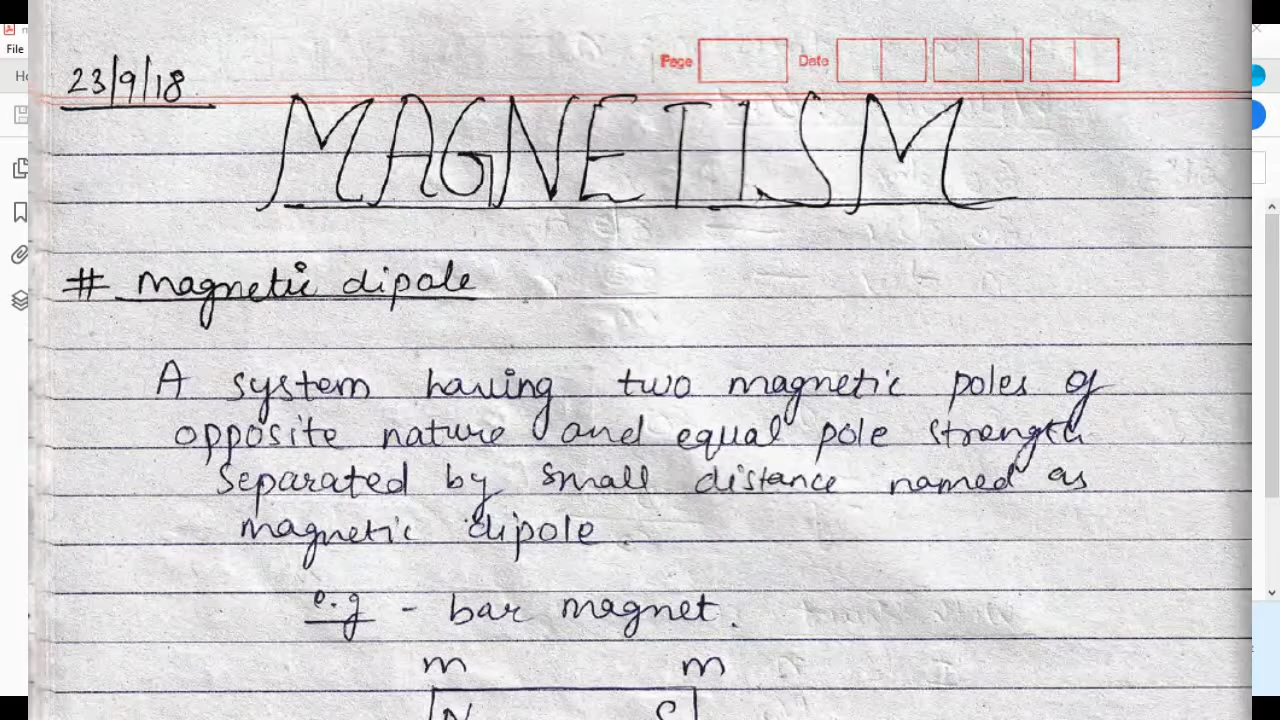 File
Page
Date
23/9/18
MAGNETISM
# Magnetic dipole
A system having two magnetic poles of
opposite nature and equal pole strength
separated by small distance named as
magnetic dipole.
e.g - bar magnet.
m m
N S